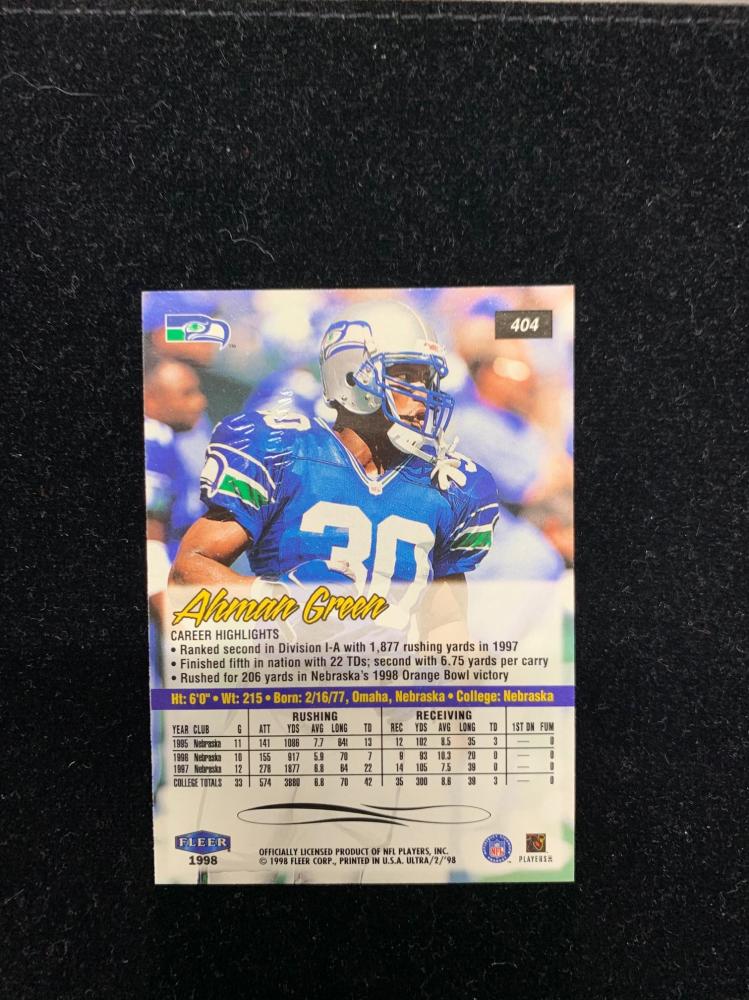 404
30
Ahman Green
CAREER HIGHLIGHTS
• Ranked second in Division I-A with 1,877 rushing yards in 1997
• Finished fifth in nation with 22 TDs; second with 6.75 yards per carry
• Rushed for 206 yards in Nebraska's 1998 Orange Bowl victory
Ht: 6'0" • Wt: 215 • Born: 2/16/77, Omaha, Nebraska • College: Nebraska
RUSHING RECEIVING
YEAR CLUB G ATT YDS AVG LG TD REC YDS AVG LG TD 1ST DN FUM
1995 Nebraska 11 141 1086 7.7 64t 13 12 102 8.5 35 3 — 0
1996 Nebraska 10 155 917 5.9 70 7 9 93 10.3 20 0 — 0
1997 Nebraska 12 278 1877 6.8 64 22 14 105 7.5 39 0 — 0
COLLEGE TOTALS 33 574 3880 6.8 70 42 35 300 8.6 39 3 — 0
FLEER
1998
OFFICIALLY LICENSED PRODUCT OF NFL PLAYERS, INC.
© 1998 FLEER CORP., PRINTED IN U.S.A. ULTRA/2/'98
NFL
PLAYERS